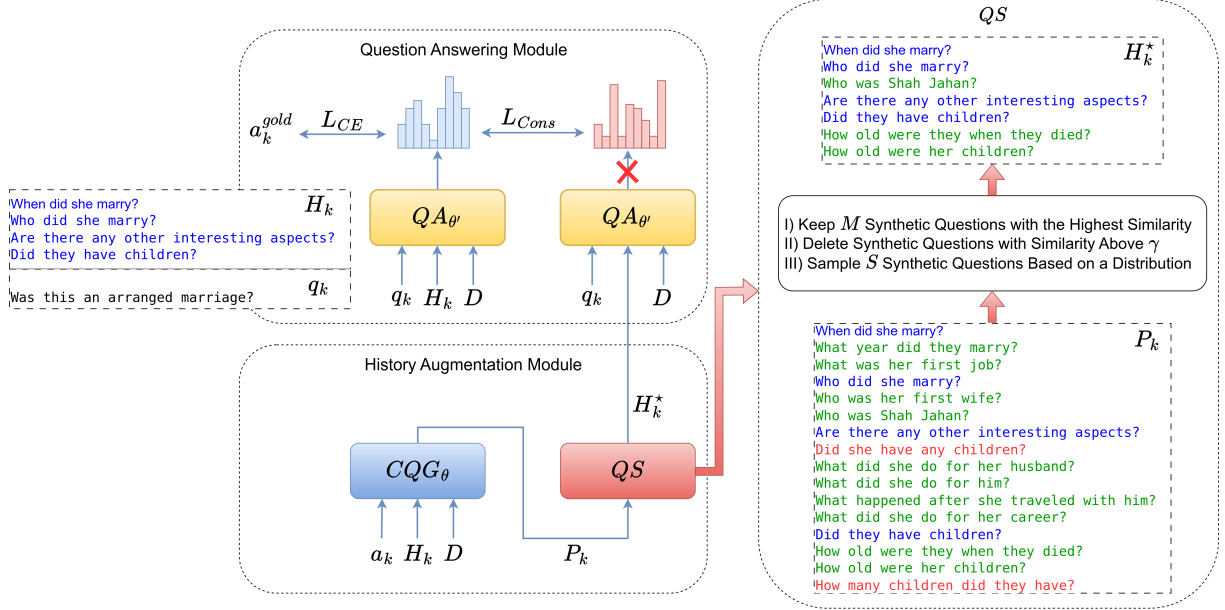 Question Answering Module
a_k^{gold}
L_{CE}
L_{Cons}
QA_{θ'}
QA_{θ'}
q_k
H_k
D
q_k
D
When did she marry?
H_k
Who did she marry?
Are there any other interesting aspects?
Did they have children?
q_k
Was this an arranged marriage?
History Augmentation Module
H_k^⋆
CQG_θ
QS
a_k
H_k
D
P_k
QS
When did she marry?
H_k^⋆
Who did she marry?
Who was Shah Jahan?
Are there any other interesting aspects?
Did they have children?
How old were they when they died?
How old were her children?
I) Keep M Synthetic Questions with the Highest Similarity
II) Delete Synthetic Questions with Similarity Above γ
III) Sample S Synthetic Questions Based on a Distribution
When did she marry?
P_k
What year did they marry?
What was her first job?
Who did she marry?
Who was her first wife?
Who was Shah Jahan?
Are there any other interesting aspects?
Did she have any children?
What did she do for her husband?
What did she do for him?
What happened after she traveled with him?
What did she do for her career?
Did they have children?
How old were they when they died?
How old were her children?
How many children did they have?